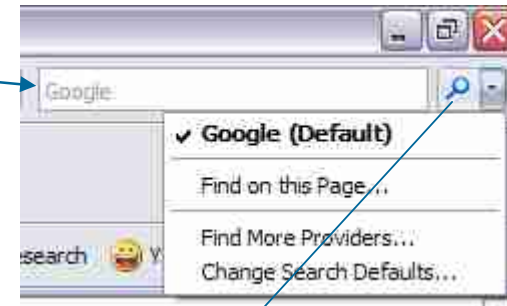 Google
Google (Default)
Find on this Page...
Find More Providers...
Change Search Defaults...
esearch Y